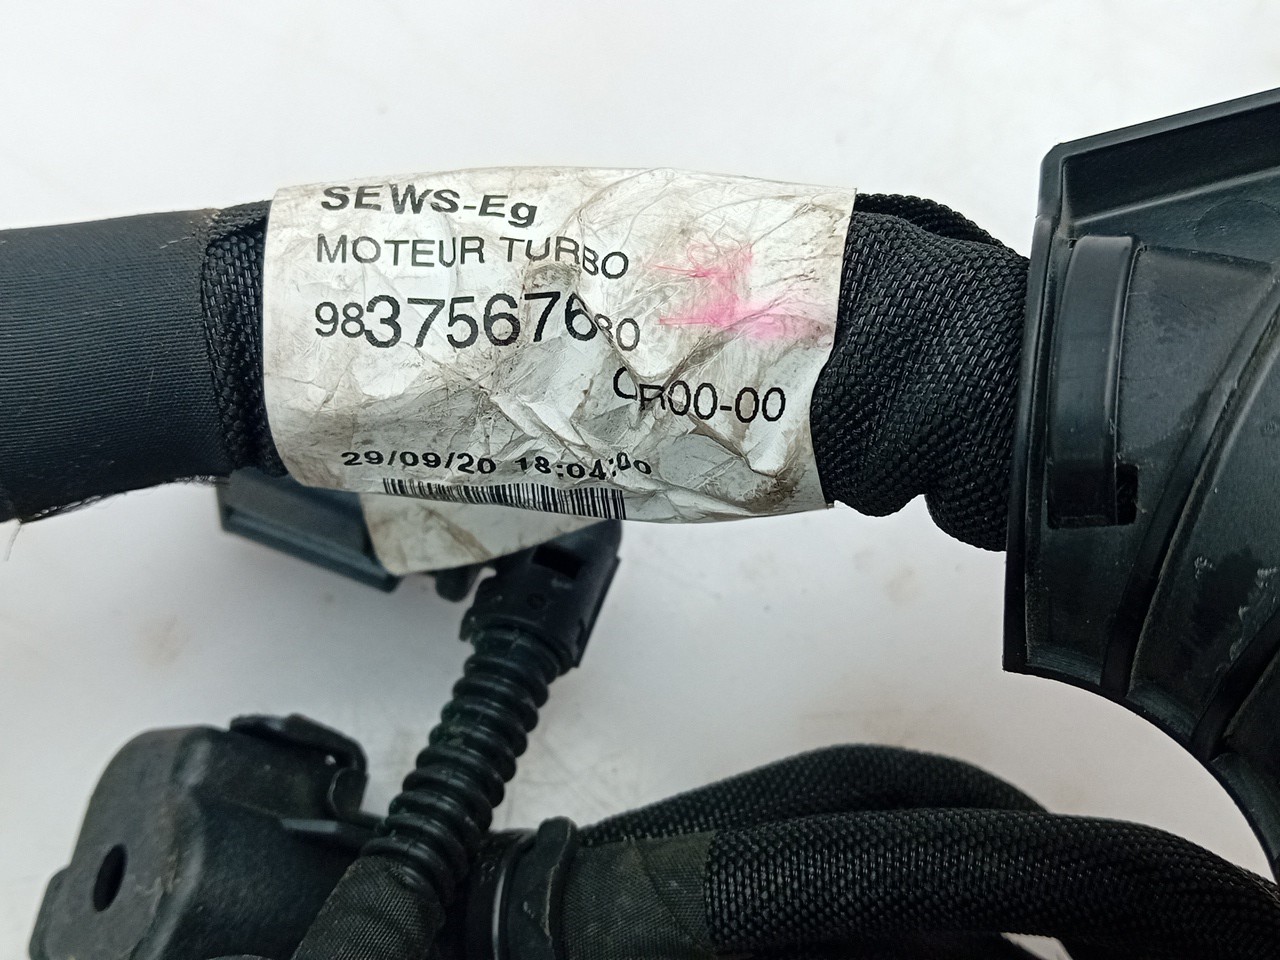 SEWS-Eg
MOTEUR TURBO
9837567680
CR00-00
29/09/20 18:04:00